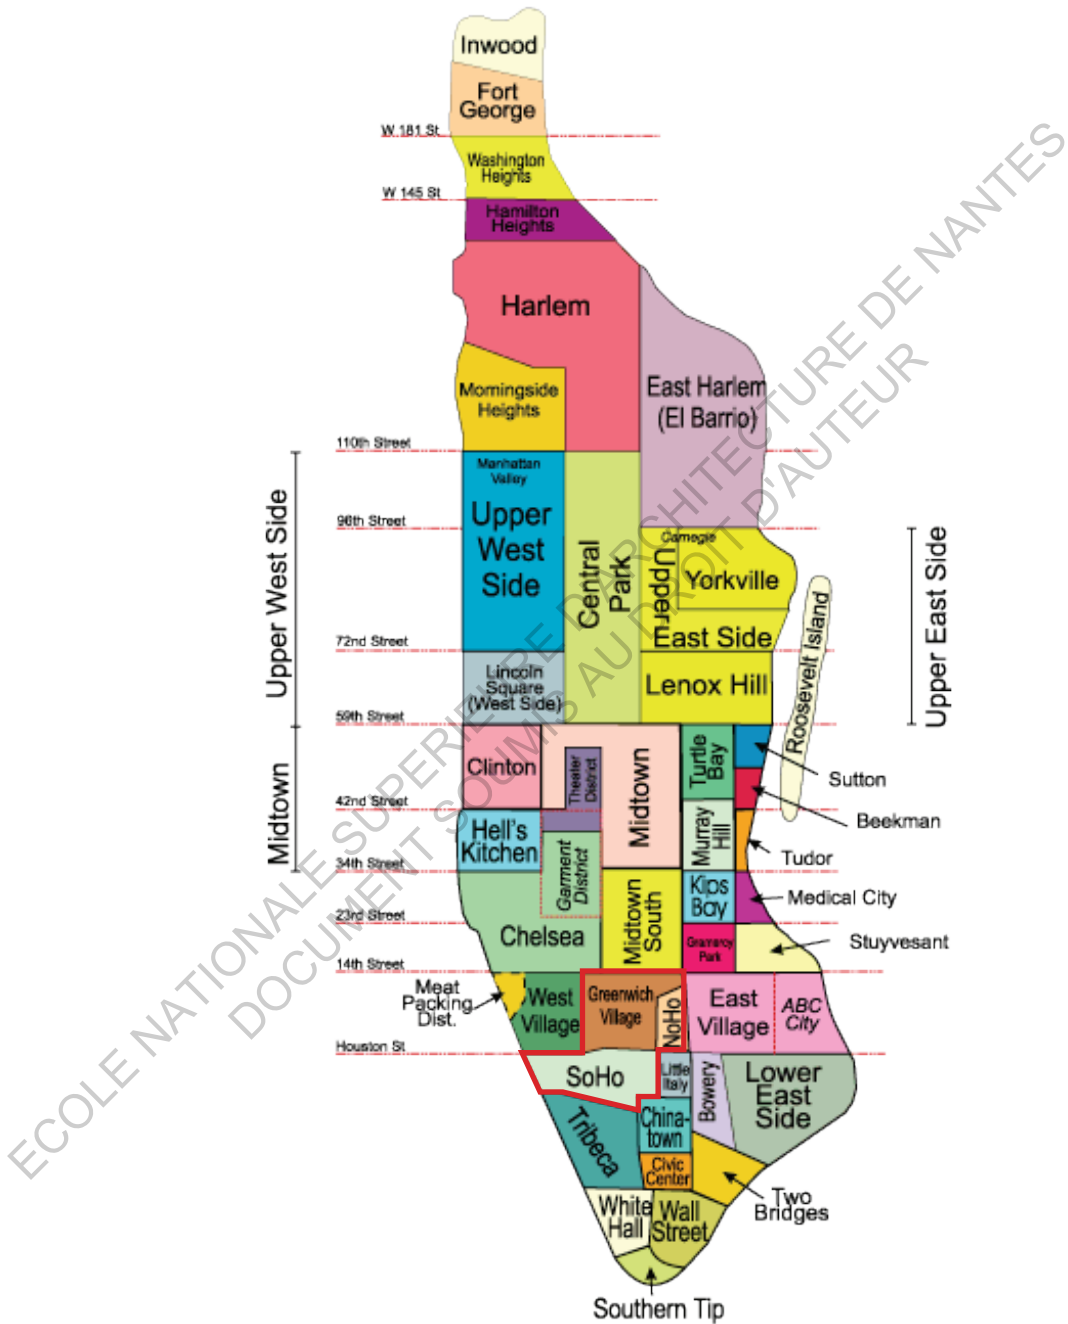 Inwood
Fort
George
W 181 St
Washington
Heights
W 145 St
Hamilton
Heights
Harlem
East Harlem
(El Barrio)
Morningside
Heights
110th Street
Manhattan
Valley
Upper
West
Side
96th Street
Central
Park
Carnegie
Upper
East Side
Yorkville
72nd Street
Lincoln
Square
(West Side)
Lenox Hill
59th Street
Upper West Side
Upper East Side
Roosevelt Island
Midtown
Clinton
Theater
District
Midtown
Turtle
Bay
Sutton
42nd Street
Beekman
Hell's
Kitchen
Garment
District
Murray
Hill
Tudor
34th Street
Kips
Bay
Medical City
Midtown
South
23rd Street
Chelsea
Gramercy
Park
Stuyvesant
14th Street
Meat
Packing
Dist.
West
Village
Greenwich
Village
NoHo
East
Village
ABC
City
Houston St
SoHo
Little
Italy
Bowery
Lower
East
Side
Tribeca
China-
town
Civic
Center
Two
Bridges
White
Hall
Wall
Street
Southern Tip
ECOLE NATIONALE SUPERIEURE D'ARCHITECTURE DE NANTES
DOCUMENT SOUMIS AU DROIT D'AUTEUR